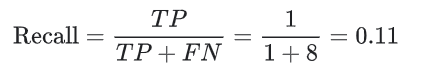 Recall = TP / (TP + FN) = 1 / (1 + 8) = 0.11